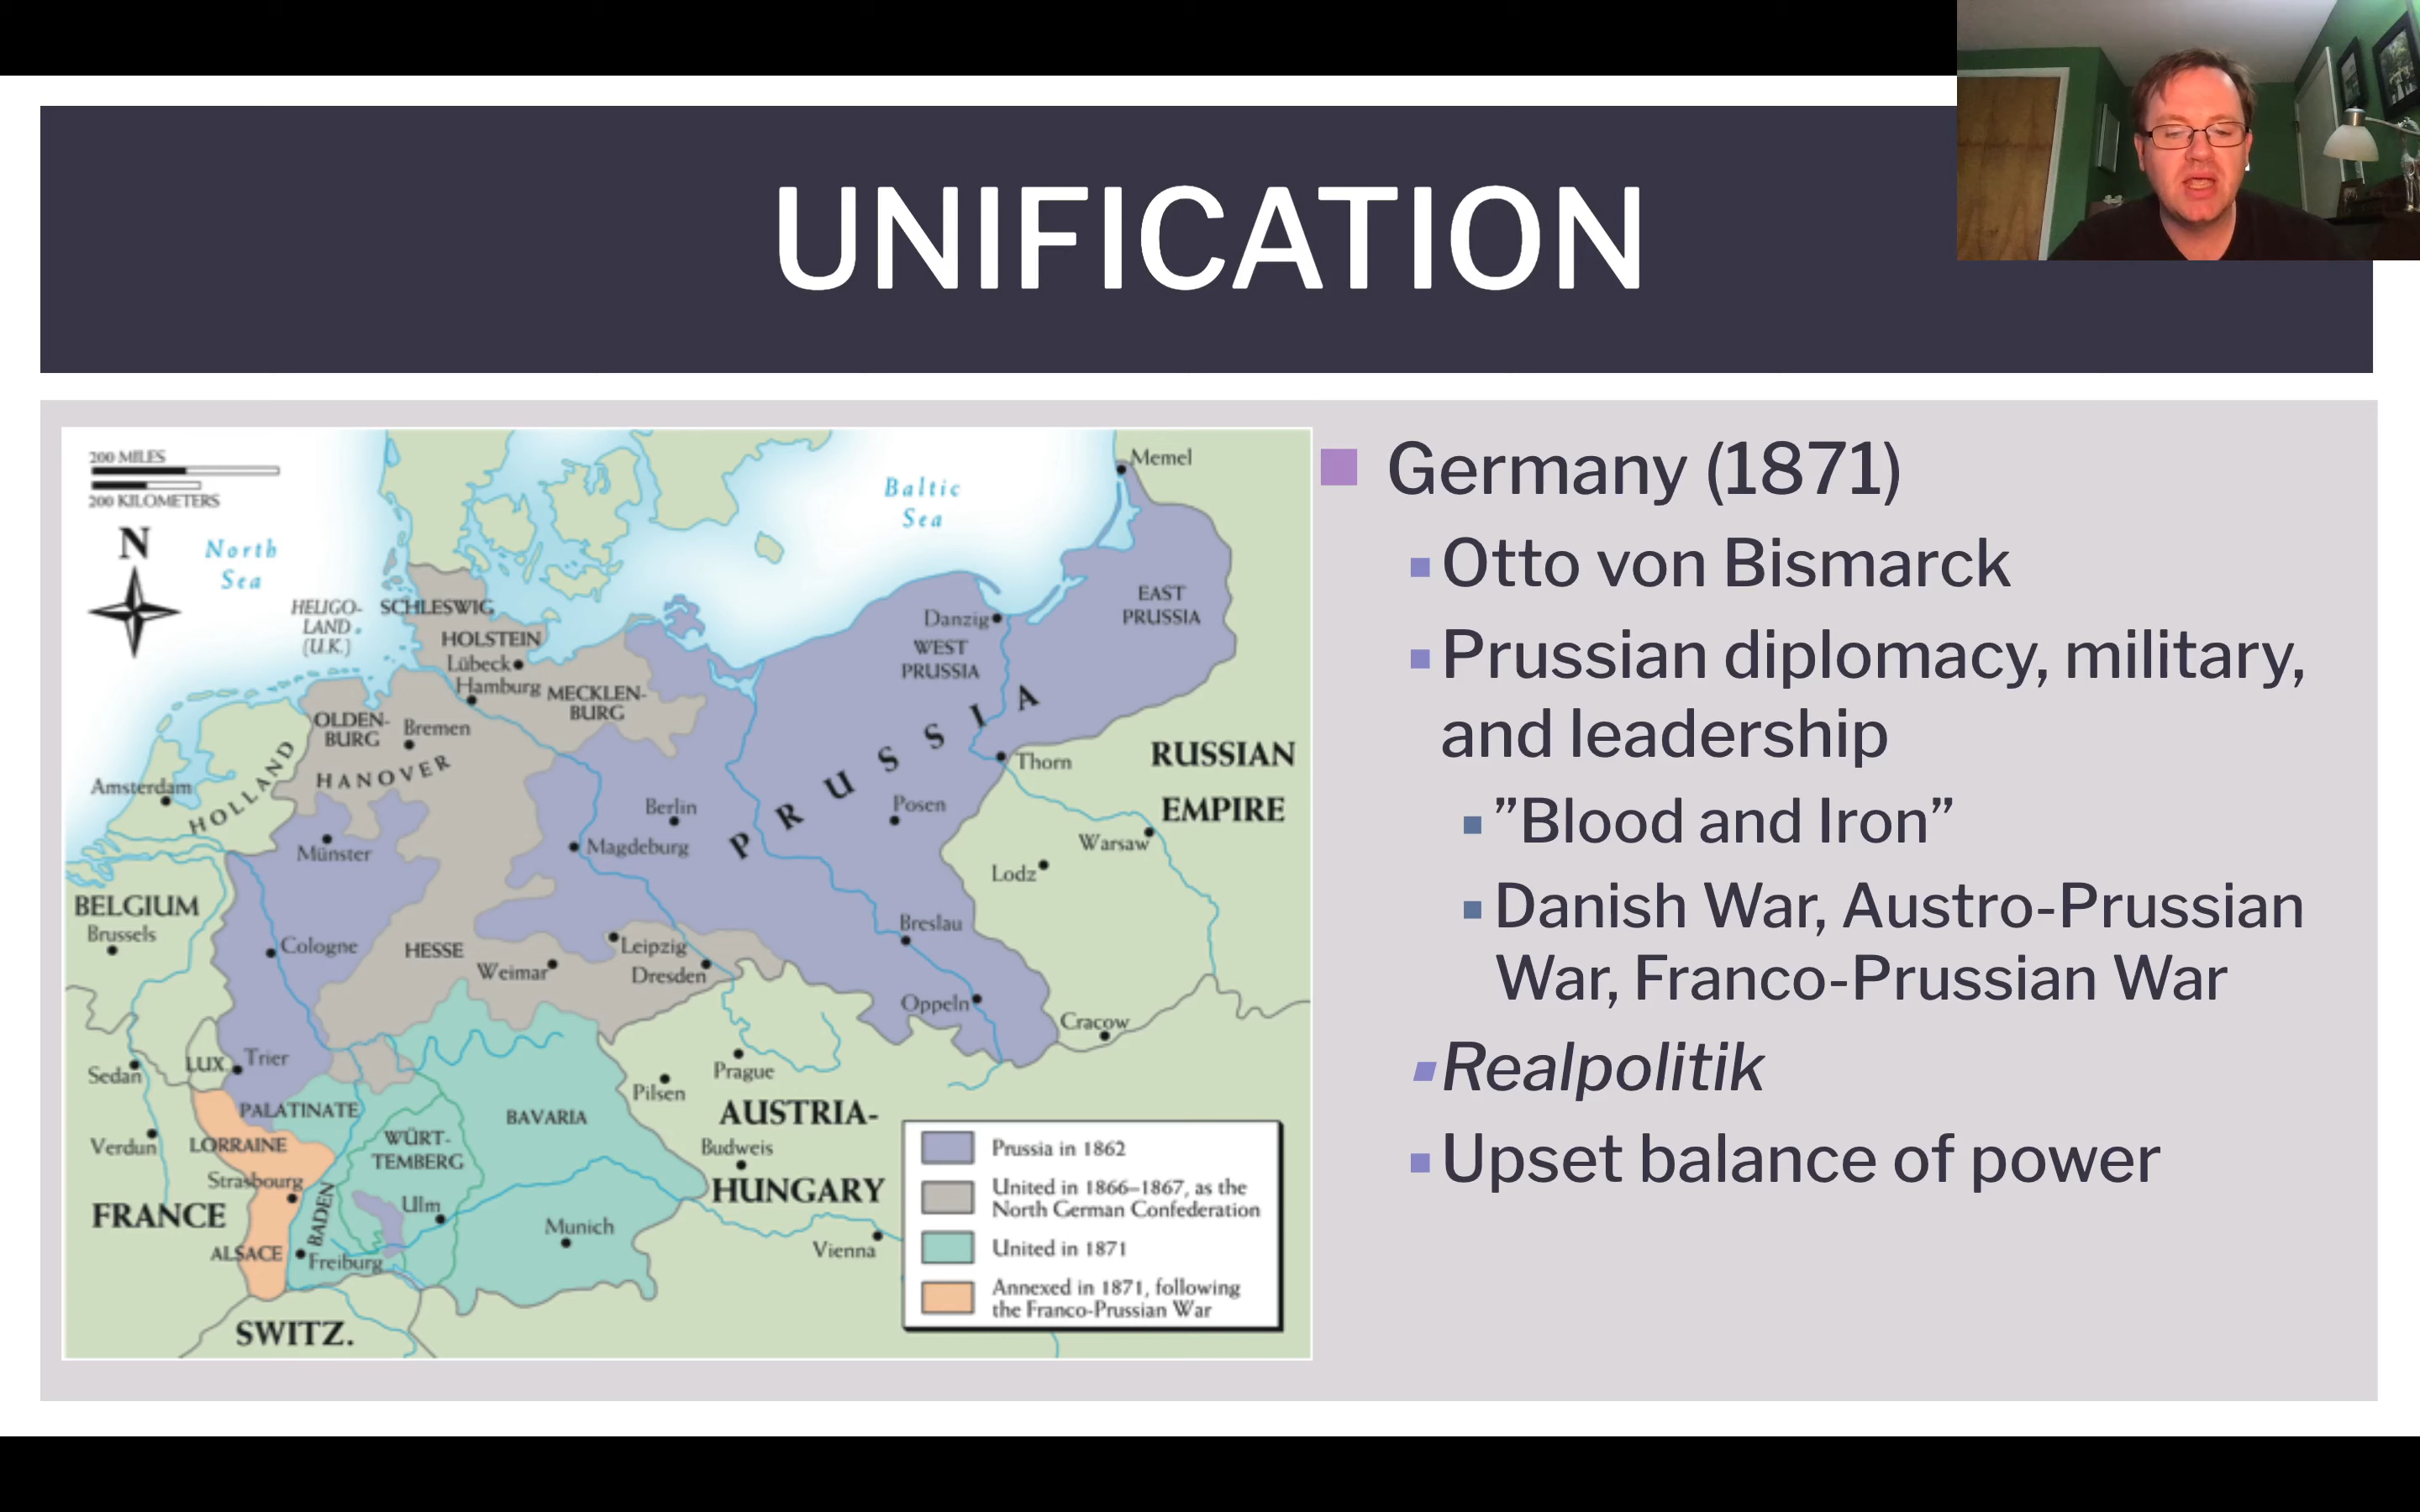 UNIFICATION
200 MILES
200 KILOMETERS
N
North
Sea
Baltic
Sea
Memel
HELIGO-
LAND
(U.K.)
SCHLESWIG
HOLSTEIN
Lübeck
Hamburg
MECKLEN-
BURG
Danzig
WEST
PRUSSIA
EAST
PRUSSIA
OLDEN-
BURG
Bremen
HANOVER
HOLLAND
Amsterdam
PRUSSIA
Thorn
RUSSIAN
EMPIRE
Berlin
Posen
Magdeburg
Münster
Warsaw
Lodz
BELGIUM
Brussels
Cologne
HESSE
Weimar
Leipzig
Dresden
Breslau
Oppeln
Cracow
Sedan
LUX.
Trier
Prague
Pilsen
PALATINATE
BAVARIA
AUSTRIA-
HUNGARY
Verdun
LORRAINE
WÜRT-
TEMBERG
Budweis
Strasbourg
FRANCE
BADEN
Ulm
Munich
Vienna
ALSACE
Freiburg
SWITZ.
Prussia in 1862
United in 1866–1867, as the
North German Confederation
United in 1871
Annexed in 1871, following
the Franco-Prussian War
Germany (1871)
Otto von Bismarck
Prussian diplomacy, military,
and leadership
”Blood and Iron”
Danish War, Austro-Prussian
War, Franco-Prussian War
Realpolitik
Upset balance of power